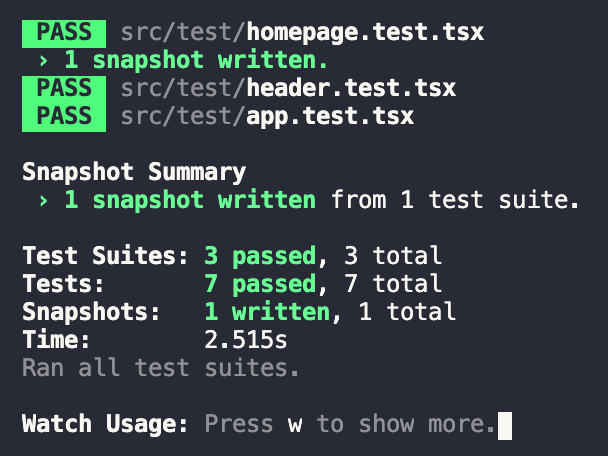 PASS src/test/homepage.test.tsx
› 1 snapshot written.
PASS src/test/header.test.tsx
PASS src/test/app.test.tsx
Snapshot Summary
› 1 snapshot written from 1 test suite.
Test Suites: 3 passed, 3 total
Tests: 7 passed, 7 total
Snapshots: 1 written, 1 total
Time: 2.515s
Ran all test suites.
Watch Usage: Press w to show more.